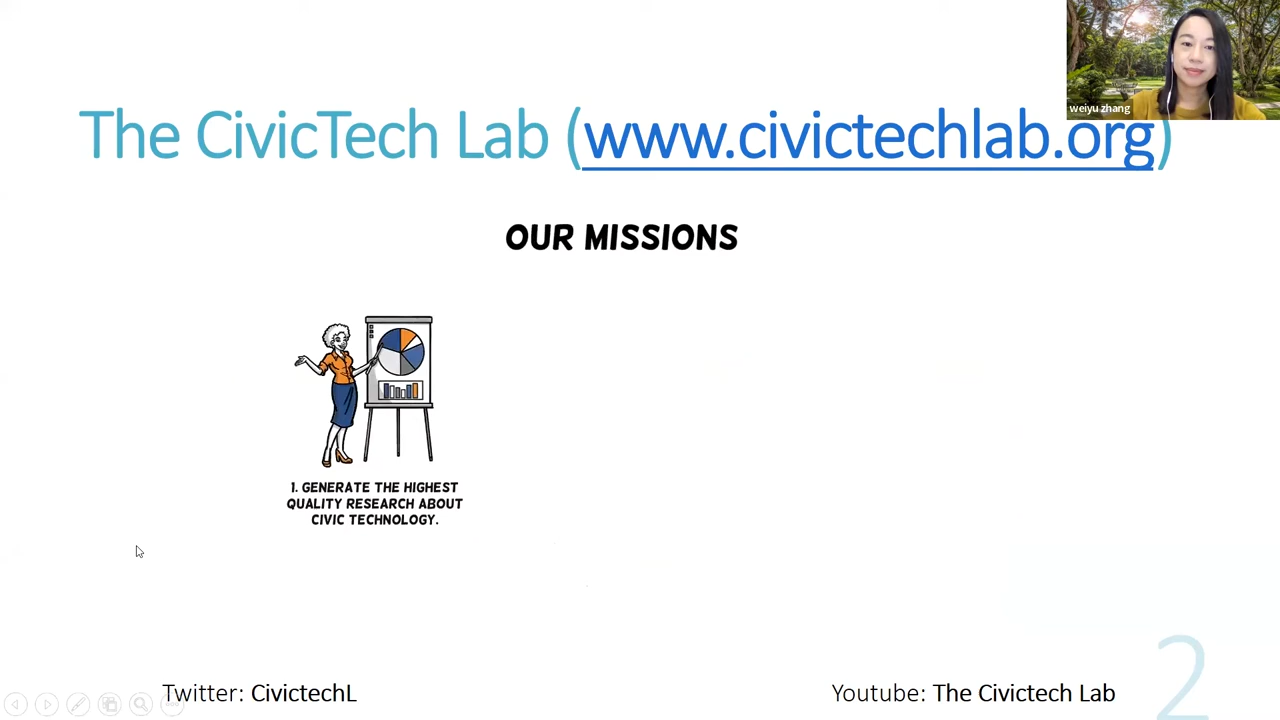 weiyu zhang
The CivicTech Lab (www.civictechlab.org)
OUR MISSIONS
1. GENERATE THE HIGHEST
QUALITY RESEARCH ABOUT
CIVIC TECHNOLOGY.
Twitter: CivictechL
Youtube: The Civictech Lab
2